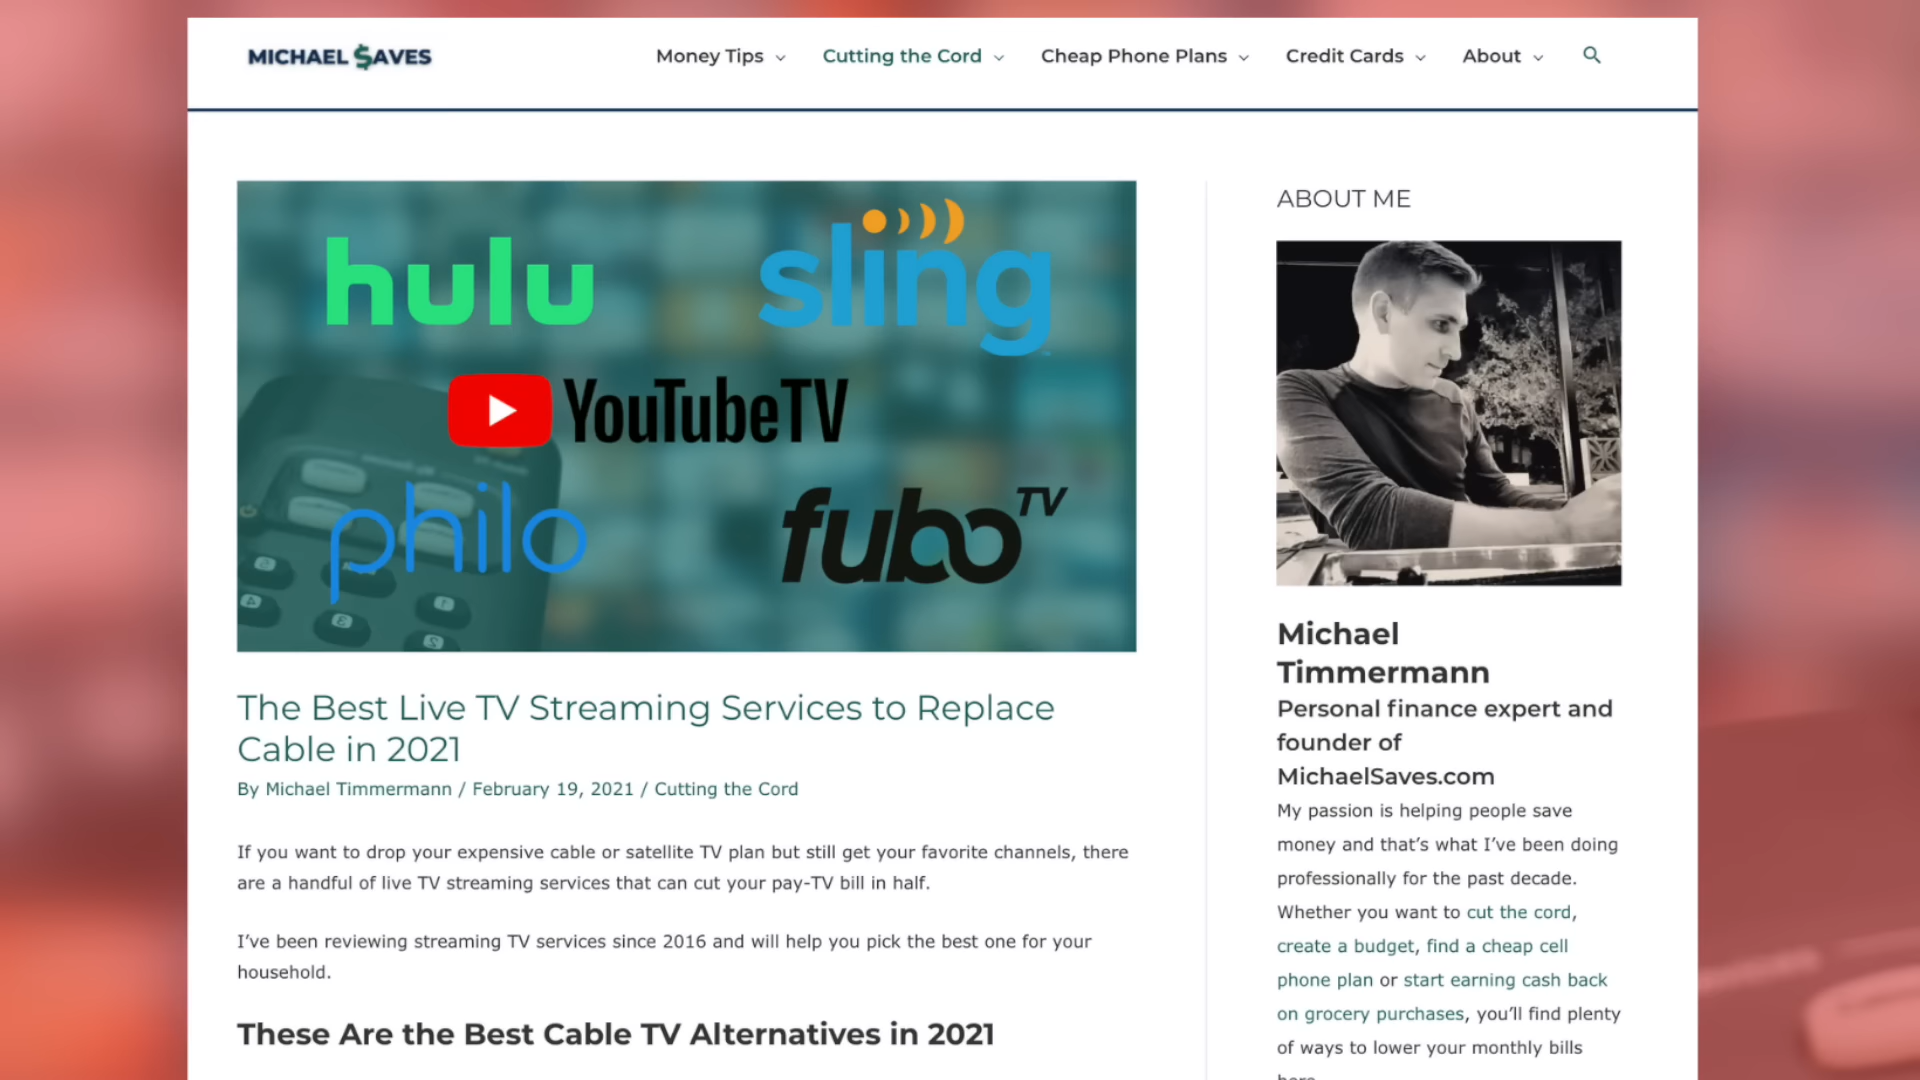 MICHAEL $AVES
Money Tips
Cutting the Cord
Cheap Phone Plans
Credit Cards
About
hulu
sling
YouTubeTV
philo
fuboTV
The Best Live TV Streaming Services to Replace
Cable in 2021
By Michael Timmermann / February 19, 2021 / Cutting the Cord
If you want to drop your expensive cable or satellite TV plan but still get your favorite channels, there
are a handful of live TV streaming services that can cut your pay-TV bill in half.
I've been reviewing streaming TV services since 2016 and will help you pick the best one for your
household.
These Are the Best Cable TV Alternatives in 2021
ABOUT ME
Michael
Timmermann
Personal finance expert and
founder of
MichaelSaves.com
My passion is helping people save
money and that's what I've been doing
professionally for the past decade.
Whether you want to cut the cord,
create a budget, find a cheap cell
phone plan or start earning cash back
on grocery purchases, you'll find plenty
of ways to lower your monthly bills